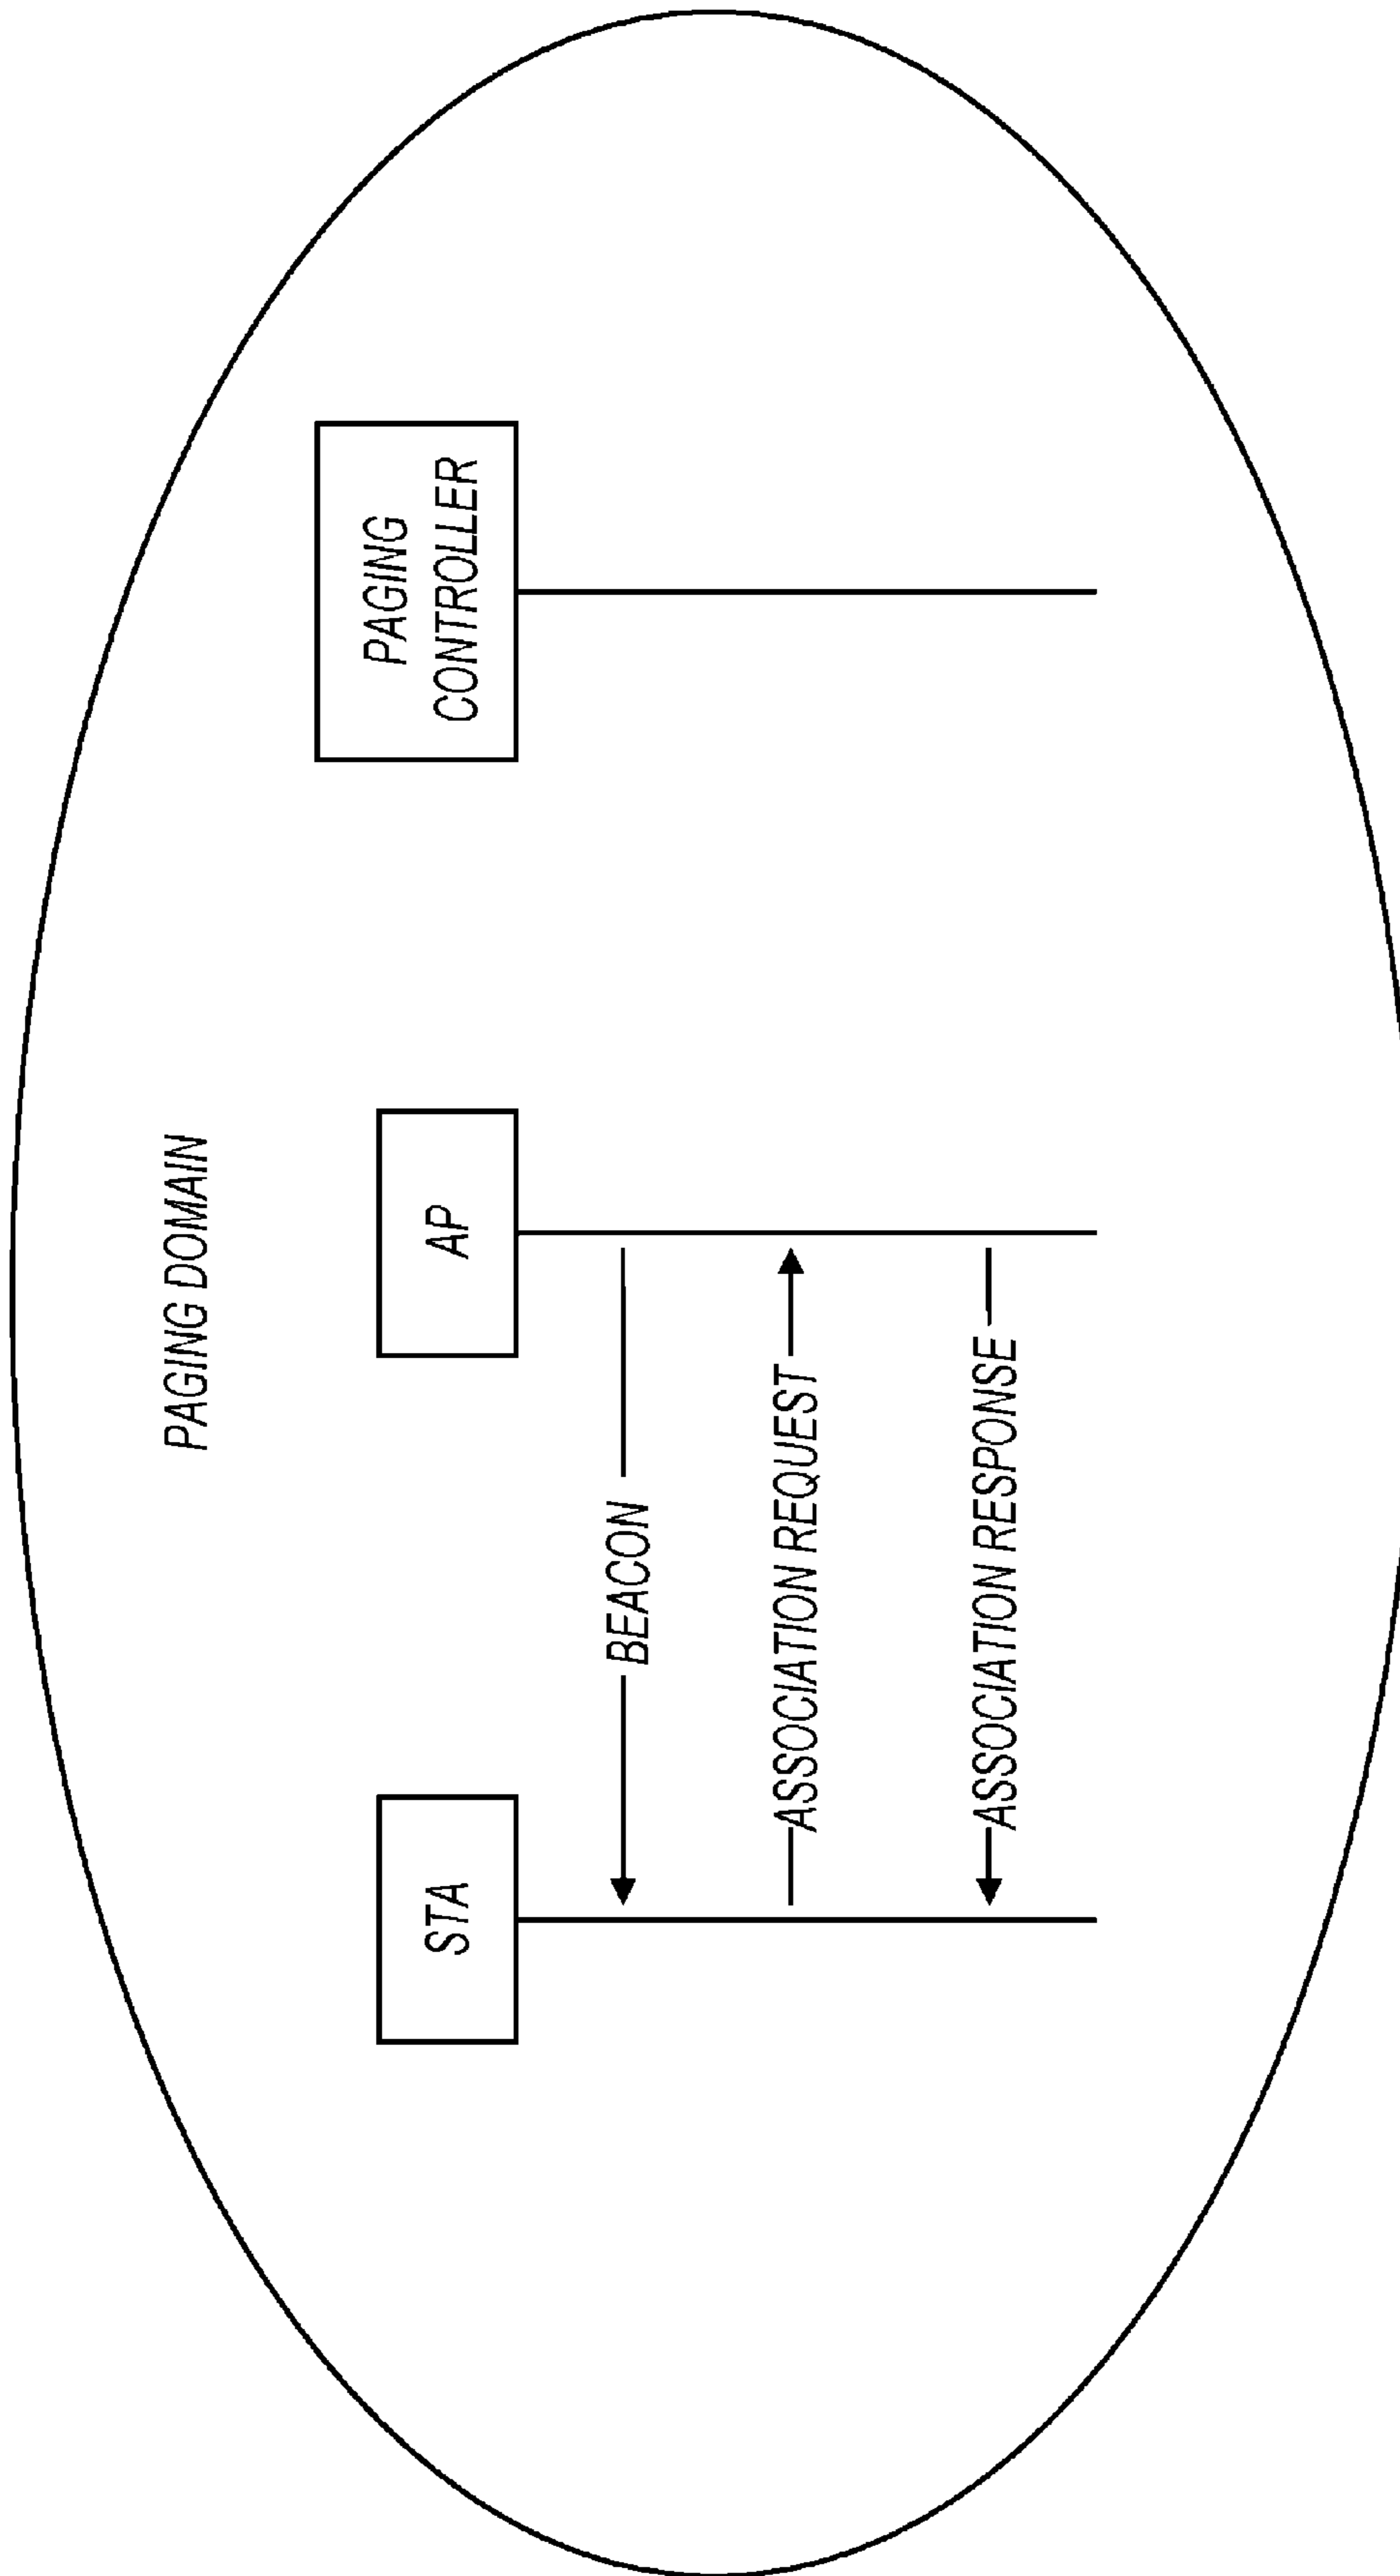 PAGING DOMAIN
STA
AP
PAGING
CONTROLLER
BEACON
ASSOCIATION REQUEST
ASSOCIATION RESPONSE